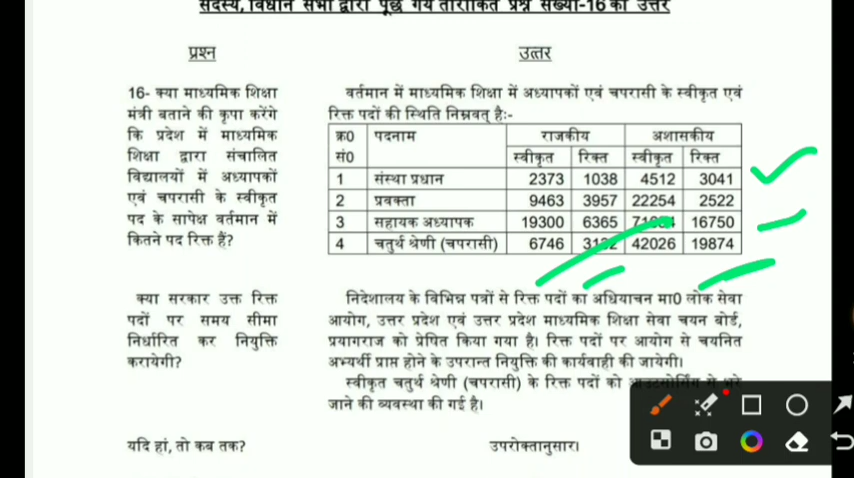 सदस्य, विधान सभा द्वारा पूछे गये तारांकित प्रश्न संख्या-16 का उत्तर
प्रश्न
उत्तर
16- क्या माध्यमिक शिक्षा
मंत्री बताने की कृपा करेंगे
कि प्रदेश में माध्यमिक
शिक्षा द्वारा संचालित
विद्यालयों में अध्यापकों
एवं चपरासी के स्वीकृत
पद के सापेक्ष वर्तमान में
कितने पद रिक्त हैं?
वर्तमान में माध्यमिक शिक्षा में अध्यापकों एवं चपरासी के स्वीकृत एवं
रिक्त पदों की स्थिति निम्नवत् है:-
क्र0 पदनाम राजकीय अशासकीय
सं0 स्वीकृत रिक्त स्वीकृत रिक्त
1 संस्था प्रधान 2373 1038 4512 3041
2 प्रवक्ता 9463 3957 22254 2522
3 सहायक अध्यापक 19300 6365 16750
4 चतुर्थ श्रेणी (चपरासी) 6746 42026 19874
क्या सरकार उक्त रिक्त
पदों पर समय सीमा
निर्धारित कर नियुक्ति
करायेगी?
निदेशालय के विभिन्न पत्रों से रिक्त पदों का अधियाचन मा0 लोक सेवा
आयोग, उत्तर प्रदेश एवं उत्तर प्रदेश माध्यमिक शिक्षा सेवा चयन बोर्ड,
प्रयागराज को प्रेषित किया गया है। रिक्त पदों पर आयोग से चयनित
अभ्यर्थी प्राप्त होने के उपरान्त नियुक्ति की कार्यवाही की जायेगी।
स्वीकृत चतुर्थ श्रेणी (चपरासी) के रिक्त पदों को आउटसोर्सिंग से भरे
जाने की व्यवस्था की गई है।
यदि हां, तो कब तक?
उपरोक्तानुसार।